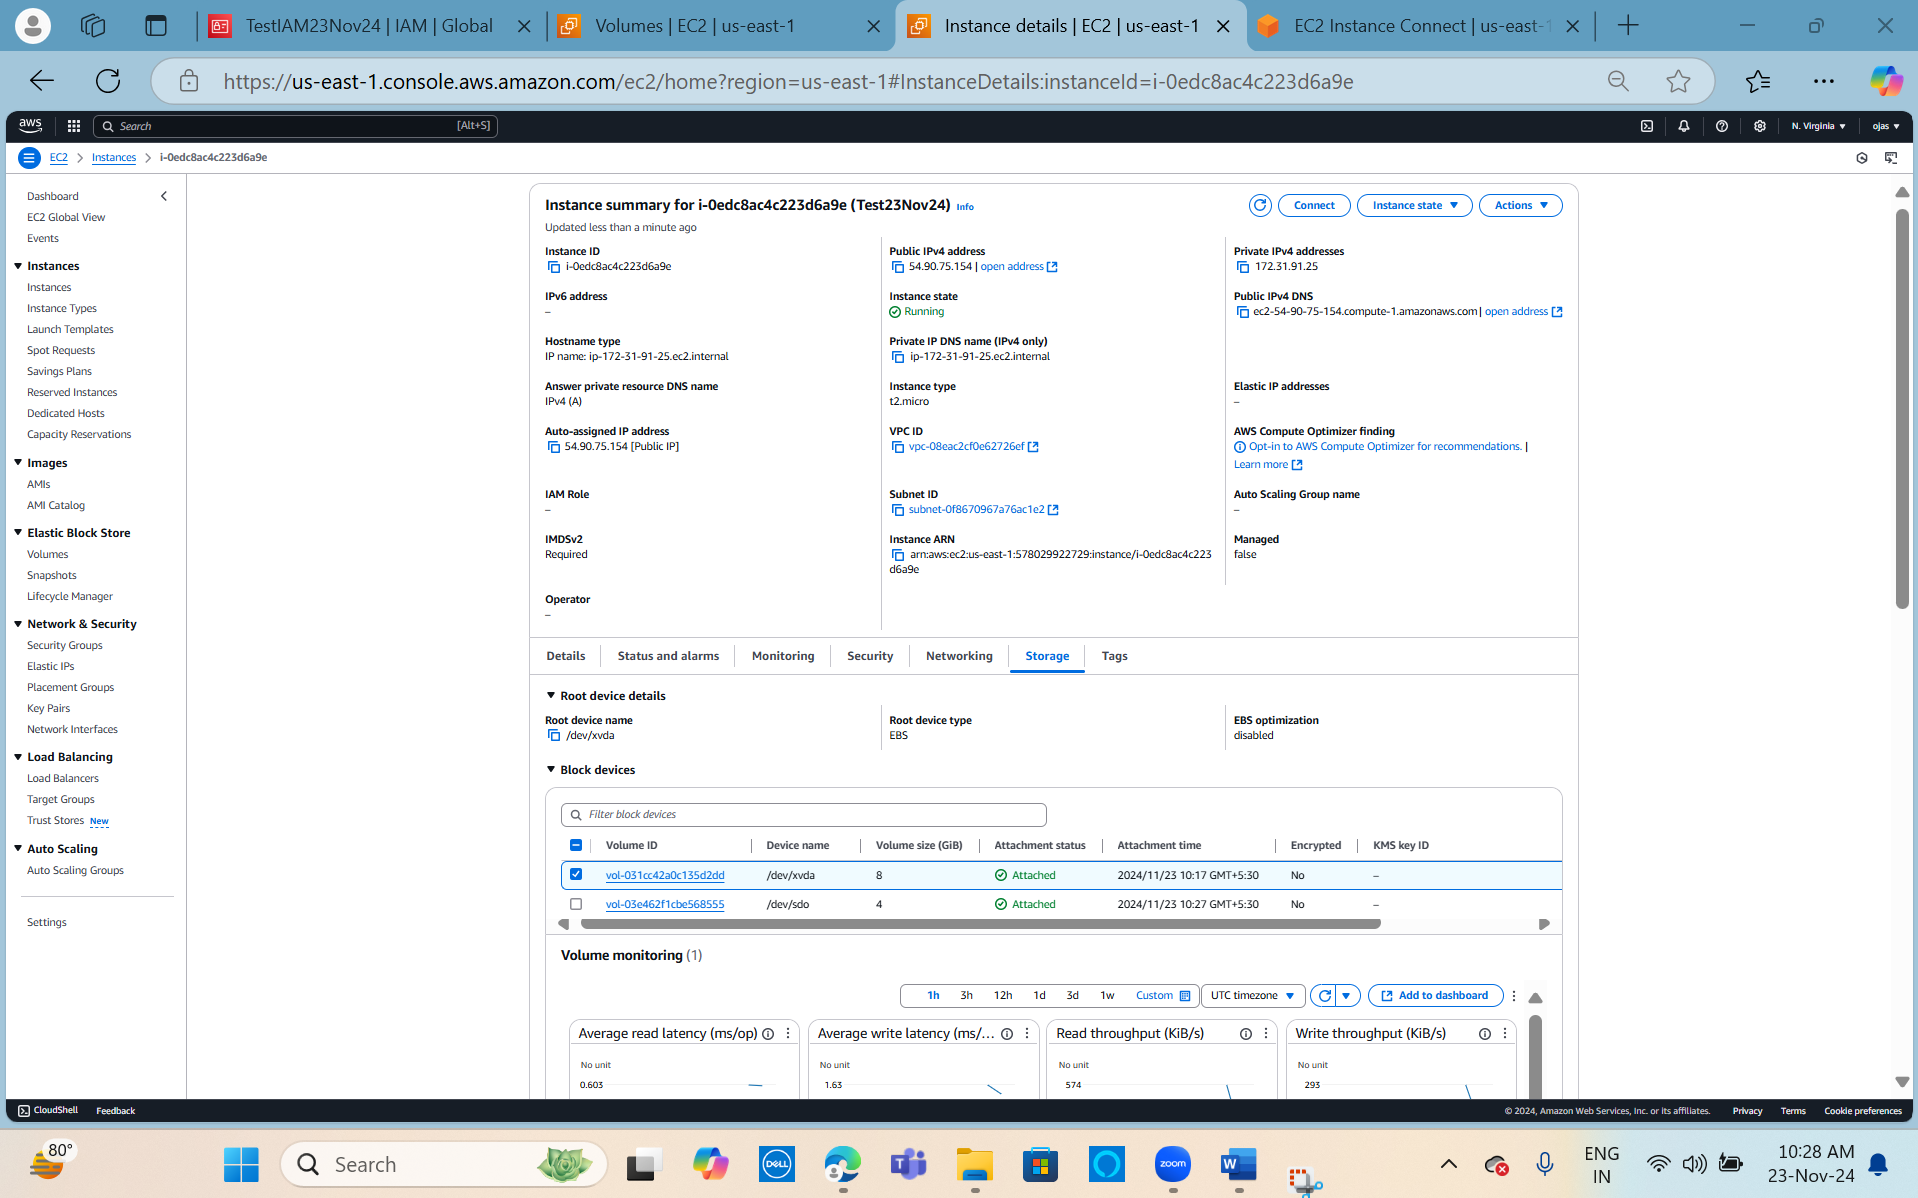 TestIAM23Nov24 | IAM | Global
Volumes | EC2 | us-east-1
Instance details | EC2 | us-east-1
EC2 Instance Connect | us-east-1
https://us-east-1.console.aws.amazon.com/ec2/home?region=us-east-1#InstanceDetails:instanceId=i-0edc8ac4c223d6a9e
aws
Search [Alt+S]
N. Virginia
ojas
EC2 > Instances > i-0edc8ac4c223d6a9e
Dashboard
EC2 Global View
Events
Instances
Instances
Instance Types
Launch Templates
Spot Requests
Savings Plans
Reserved Instances
Dedicated Hosts
Capacity Reservations
Images
AMIs
AMI Catalog
Elastic Block Store
Volumes
Snapshots
Lifecycle Manager
Network & Security
Security Groups
Elastic IPs
Placement Groups
Key Pairs
Network Interfaces
Load Balancing
Load Balancers
Target Groups
Trust Stores New
Auto Scaling
Auto Scaling Groups
Settings
Instance summary for i-0edc8ac4c223d6a9e (Test23Nov24) Info
Updated less than a minute ago
Connect
Instance state
Actions
Instance ID
i-0edc8ac4c223d6a9e
Public IPv4 address
54.90.75.154 | open address
Private IPv4 addresses
172.31.91.25
IPv6 address
–
Instance state
Running
Public IPv4 DNS
ec2-54-90-75-154.compute-1.amazonaws.com | open address
Hostname type
IP name: ip-172-31-91-25.ec2.internal
Private IP DNS name (IPv4 only)
ip-172-31-91-25.ec2.internal
Answer private resource DNS name
IPv4 (A)
Instance type
t2.micro
Elastic IP addresses
–
Auto-assigned IP address
54.90.75.154 [Public IP]
VPC ID
vpc-08eac2cf0e62726ef
AWS Compute Optimizer finding
Opt-in to AWS Compute Optimizer for recommendations. |
Learn more
IAM Role
–
Subnet ID
subnet-0f8670967a76ac1e2
Auto Scaling Group name
–
IMDSv2
Required
Instance ARN
arn:aws:ec2:us-east-1:578029922729:instance/i-0edc8ac4c223
d6a9e
Managed
false
Operator
–
Details
Status and alarms
Monitoring
Security
Networking
Storage
Tags
Root device details
Root device name
/dev/xvda
Root device type
EBS
EBS optimization
disabled
Block devices
Filter block devices
Volume ID Device name Volume size (GiB) Attachment status Attachment time Encrypted KMS key ID
vol-031cc42a0c135d2dd /dev/xvda 8 Attached 2024/11/23 10:17 GMT+5:30 No –
vol-03e462f1cbe568555 /dev/sdo 4 Attached 2024/11/23 10:27 GMT+5:30 No –
Volume monitoring (1)
1h 3h 12h 1d 3d 1w Custom
UTC timezone
Add to dashboard
Average read latency (ms/op)
No unit
0.603
Average write latency (ms/...
No unit
1.63
Read throughput (KiB/s)
No unit
574
Write throughput (KiB/s)
No unit
293
CloudShell
Feedback
© 2024, Amazon Web Services, Inc. or its affiliates.
Privacy
Terms
Cookie preferences
80°
Search
DELL
T
zoom
W
ENG
IN
10:28 AM
23-Nov-24